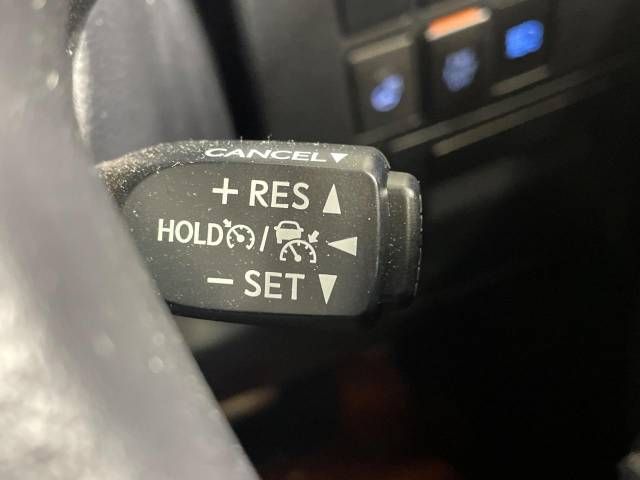 CANCEL▼
+ RES ▲
HOLD / ◀
− SET ▼